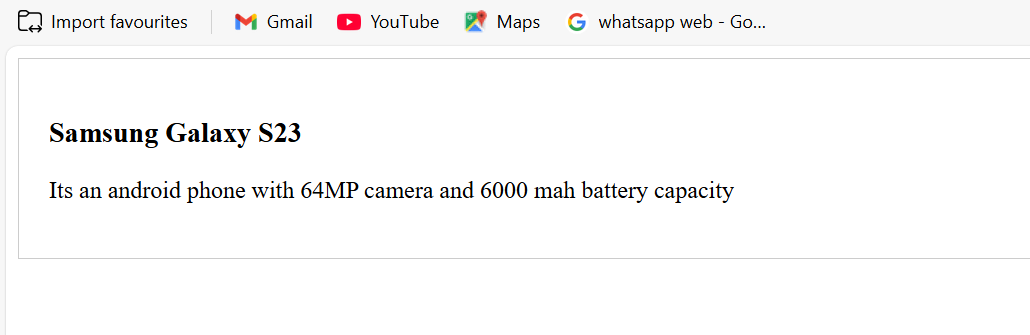 Import favourites Gmail YouTube Maps whatsapp web - Go...
Samsung Galaxy S23
Its an android phone with 64MP camera and 6000 mah battery capacity